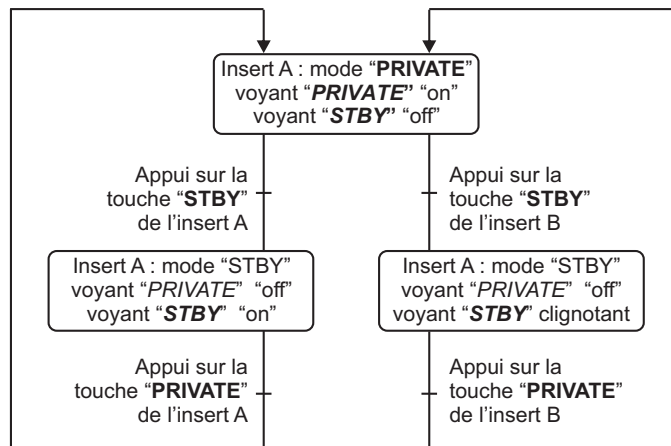 Insert A : mode “PRIVATE”
voyant “PRIVATE” “on”
voyant “STBY” “off”
Appui sur la
touche “STBY”
de l’insert A
Appui sur la
touche “STBY”
de l’insert B
Insert A : mode “STBY”
voyant “PRIVATE” “off”
voyant “STBY” “on”
Insert A : mode “STBY
voyant “PRIVATE” “off”
voyant “STBY” clignotant
Appui sur la
touche “PRIVATE”
de l’insert A
Appui sur la
touche “PRIVATE”
de l’insert B